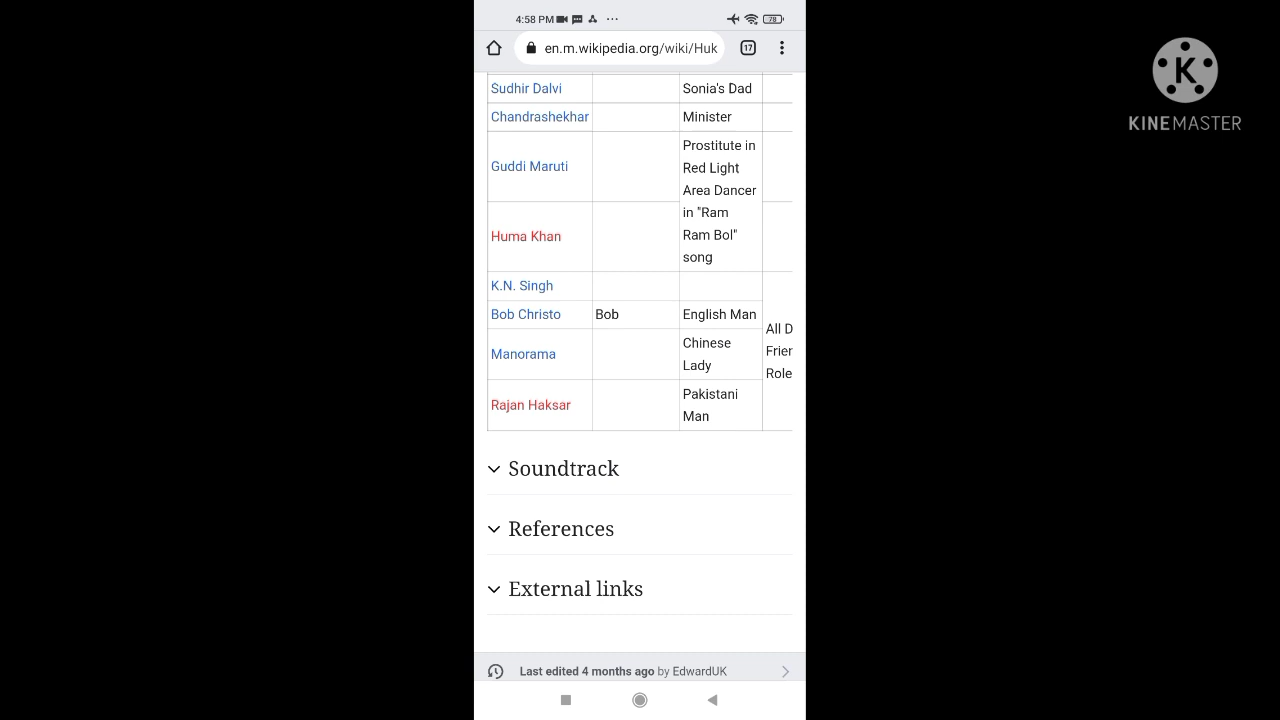 4:58 PM
78
en.m.wikipedia.org/wiki/Huk
17
K
KINEMASTER
Sudhir Dalvi Sonia's Dad
Chandrashekhar Minister
Guddi Maruti
Prostitute in
Red Light
Area Dancer
in "Ram
Ram Bol"
song
Huma Khan
K.N. Singh
Bob Christo Bob English Man
Manorama
Chinese
Lady
All D
Frier
Role
Rajan Haksar
Pakistani
Man
Soundtrack
References
External links
Last edited 4 months ago by EdwardUK